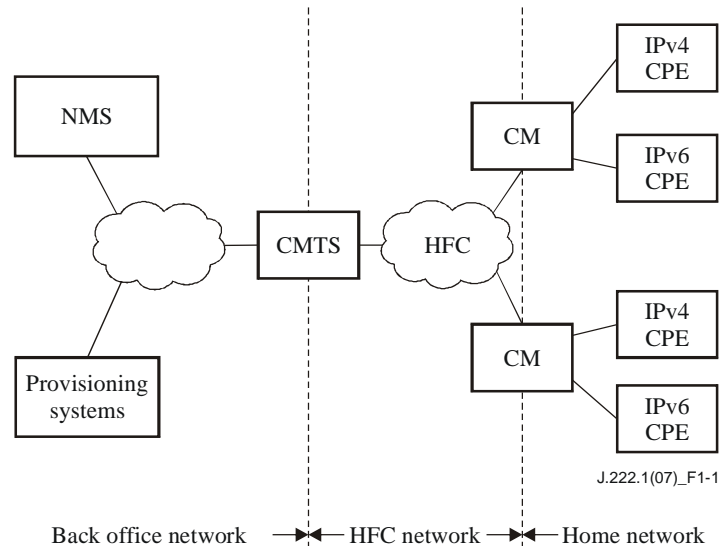 IPv4
CPE
NMS
CM
IPv6
CPE
CMTS
HFC
IPv4
CPE
CM
Provisioning
systems
IPv6
CPE
J.222.1(07)_F1-1
Back office network
HFC network
Home network